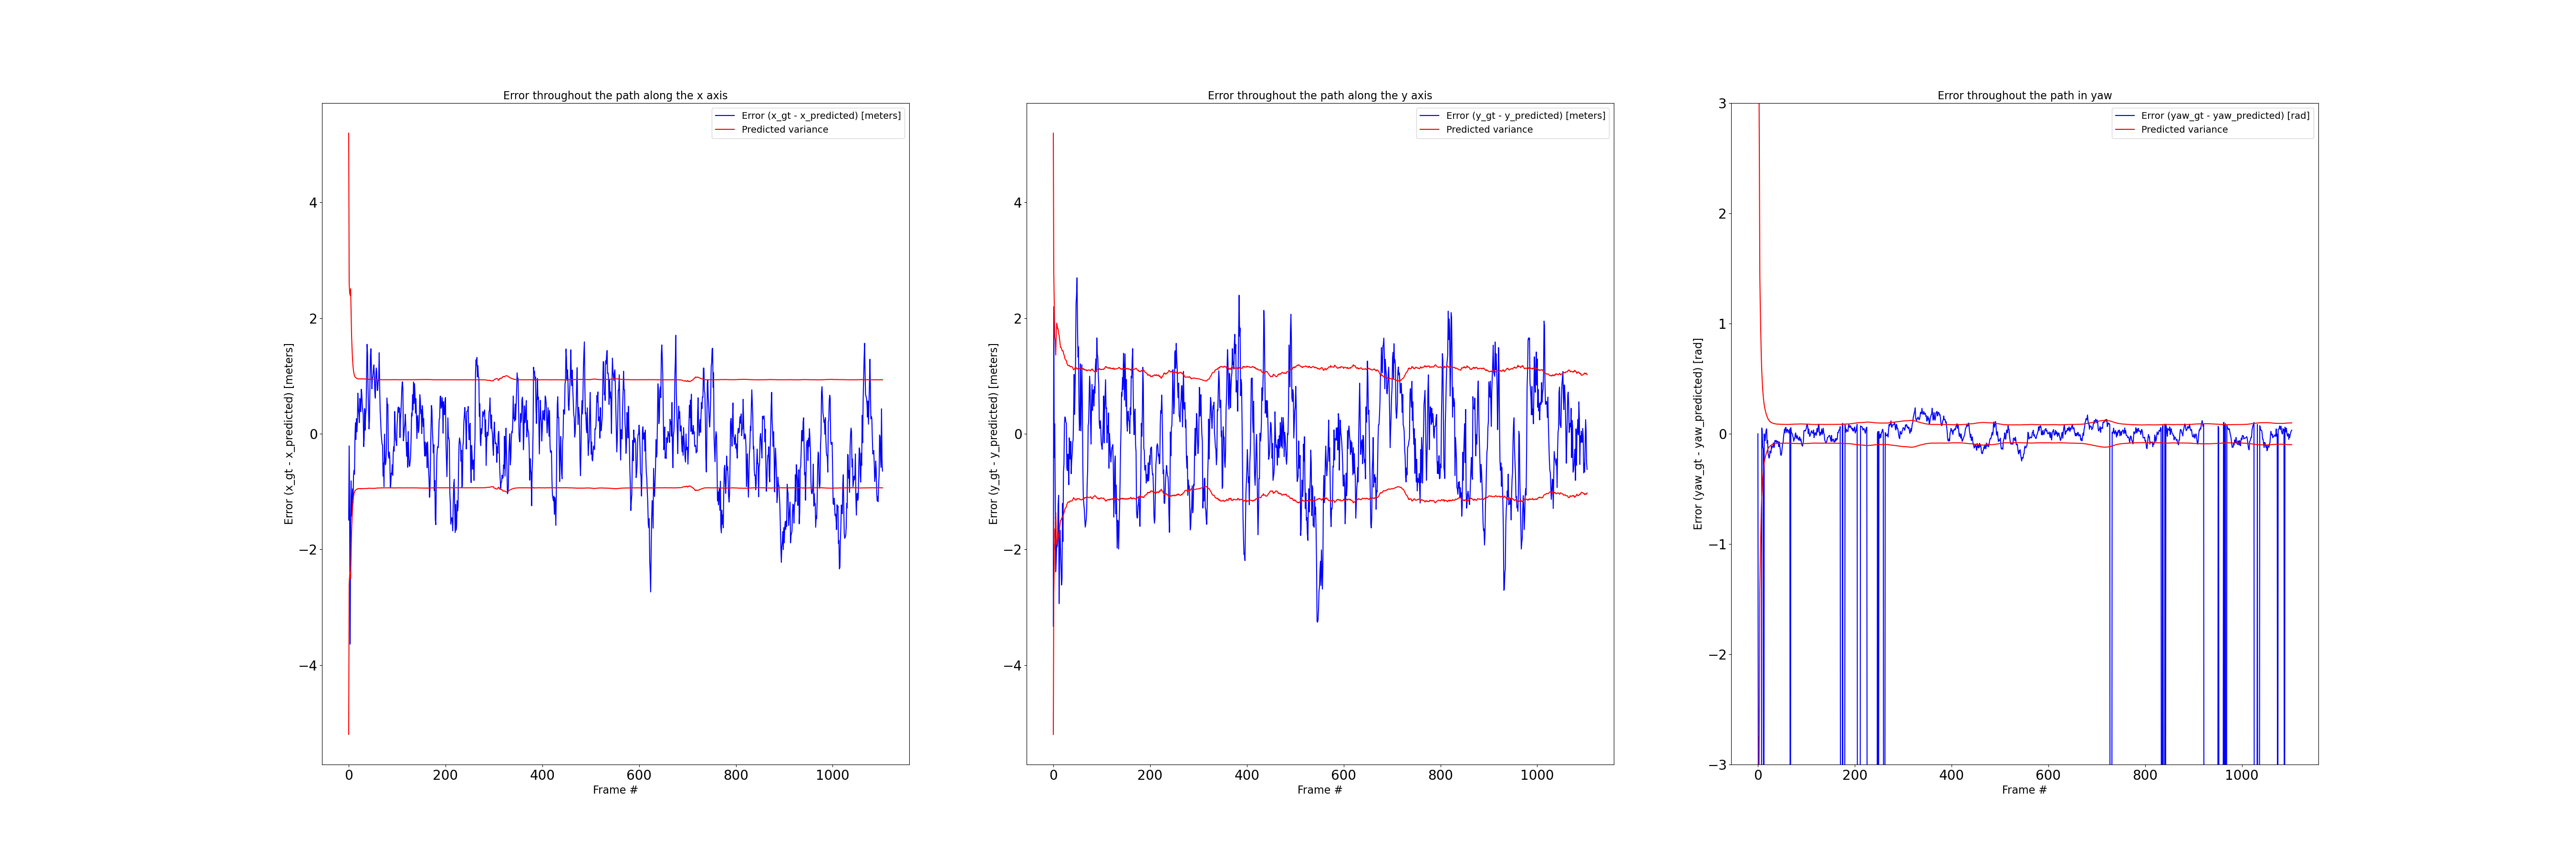 Error throughout the path along the x axis
Error (x_gt - x_predicted) [meters]
Predicted variance
Error (x_gt - x_predicted) [meters]
4
2
0
−2
−4
0 200 400 600 800 1000
Frame #
Error throughout the path along the y axis
Error (y_gt - y_predicted) [meters]
Predicted variance
Error (y_gt - y_predicted) [meters]
4
2
0
−2
−4
0 200 400 600 800 1000
Frame #
Error throughout the path in yaw
Error (yaw_gt - yaw_predicted) [rad]
Predicted variance
Error (yaw_gt - yaw_predicted) [rad]
3
2
1
0
−1
−2
−3
0 200 400 600 800 1000
Frame #